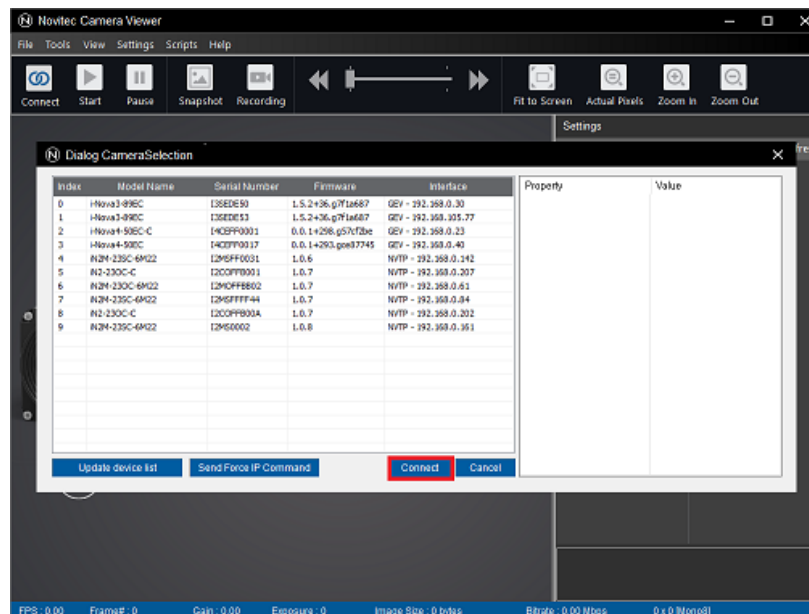 Novitec Camera Viewer
File Tools View Settings Scripts Help
Connect Start Pause Snapshot Recording Fit to Screen Actual Pixels Zoom In Zoom Out
Settings
Dialog CameraSelection
Index Model Name Serial Number Firmware Interface Property Value
0 i-Nova3-89EC I3SEDE50 1.5.2+36.g7f1a687 GEV - 192.168.0.30
1 i-Nova3-89EC I3SEDE53 1.5.2+36.g7f1a687 GEV - 192.168.105.77
2 i-Nova4-50EC-C I4CEFF0001 0.0.1+298.g57cf2be GEV - 192.168.0.23
3 i-Nova4-50EC I4CEFF0017 GEV - 192.168.0.40
4 iN2M-23SC-6M22 I2MSFF0031 1.0.6 NVTP - 192.168.0.142
5 iN2-23OC-C I2COFFB001 1.0.7 NVTP - 192.168.0.207
6 iN2M-23OC-6M22 I2MOFFBB02 1.0.7 NVTP - 192.168.0.61
7 iN2M-23SC-6M22 I2MSFFFF44 1.0.7 NVTP - 192.168.0.84
8 iN2-23OC-C I2COFFB00A 1.0.7 NVTP - 192.168.0.202
9 iN2M-23SC-6M22 I2MS0002 1.0.8 NVTP - 192.168.0.161
Update device list Send Force IP Command Connect Cancel
FPS : 0.00 Frame# : 0 Gain : 0.00 Exposure : 0 Image Size : 0 bytes Bitrate : 0.00 Mbps 0 x 0 [Mono8]